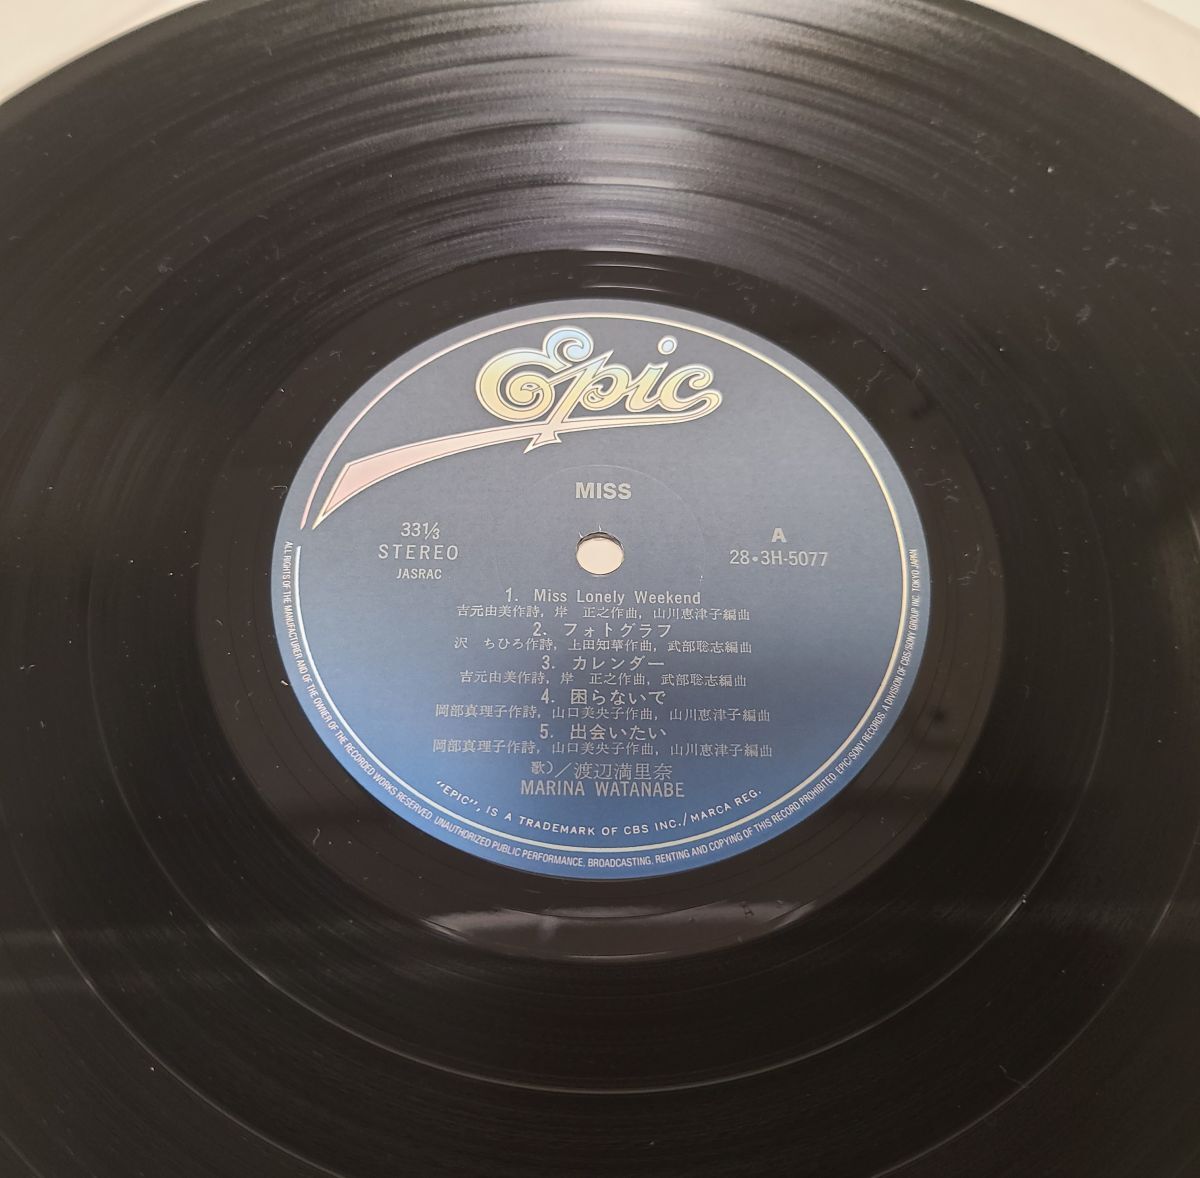 Epic
MISS
33⅓
STEREO
JASRAC
A
28・3H-5077
1. Miss Lonely Weekend
吉元由美作詩, 岸 正之作曲, 山川恵津子編曲
2. フォトグラフ
沢 ちひろ作詩, 上田知華作曲, 武部聡志編曲
3. カレンダー
吉元由美作詩, 岸 正之作曲, 武部聡志編曲
4. 困らないで
岡部真理子作詩, 山口美央子作曲, 山川恵津子編曲
5. 出会いたい
岡部真理子作詩, 山口美央子作曲, 山川恵津子編曲
歌)／渡辺満里奈
MARINA WATANABE
"EPIC", IS A TRADEMARK OF CBS INC./MARCA REG.
ALL RIGHTS OF THE MANUFACTURER AND OF THE OWNER OF THE RECORDED WORKS RESERVED. UNAUTHORIZED PUBLIC PERFORMANCE, BROADCASTING, RENTING AND COPYING OF THIS RECORD PROHIBITED. EPIC/SONY RECORDS. A DIVISION OF CBS/SONY GROUP INC. TOKYO JAPAN